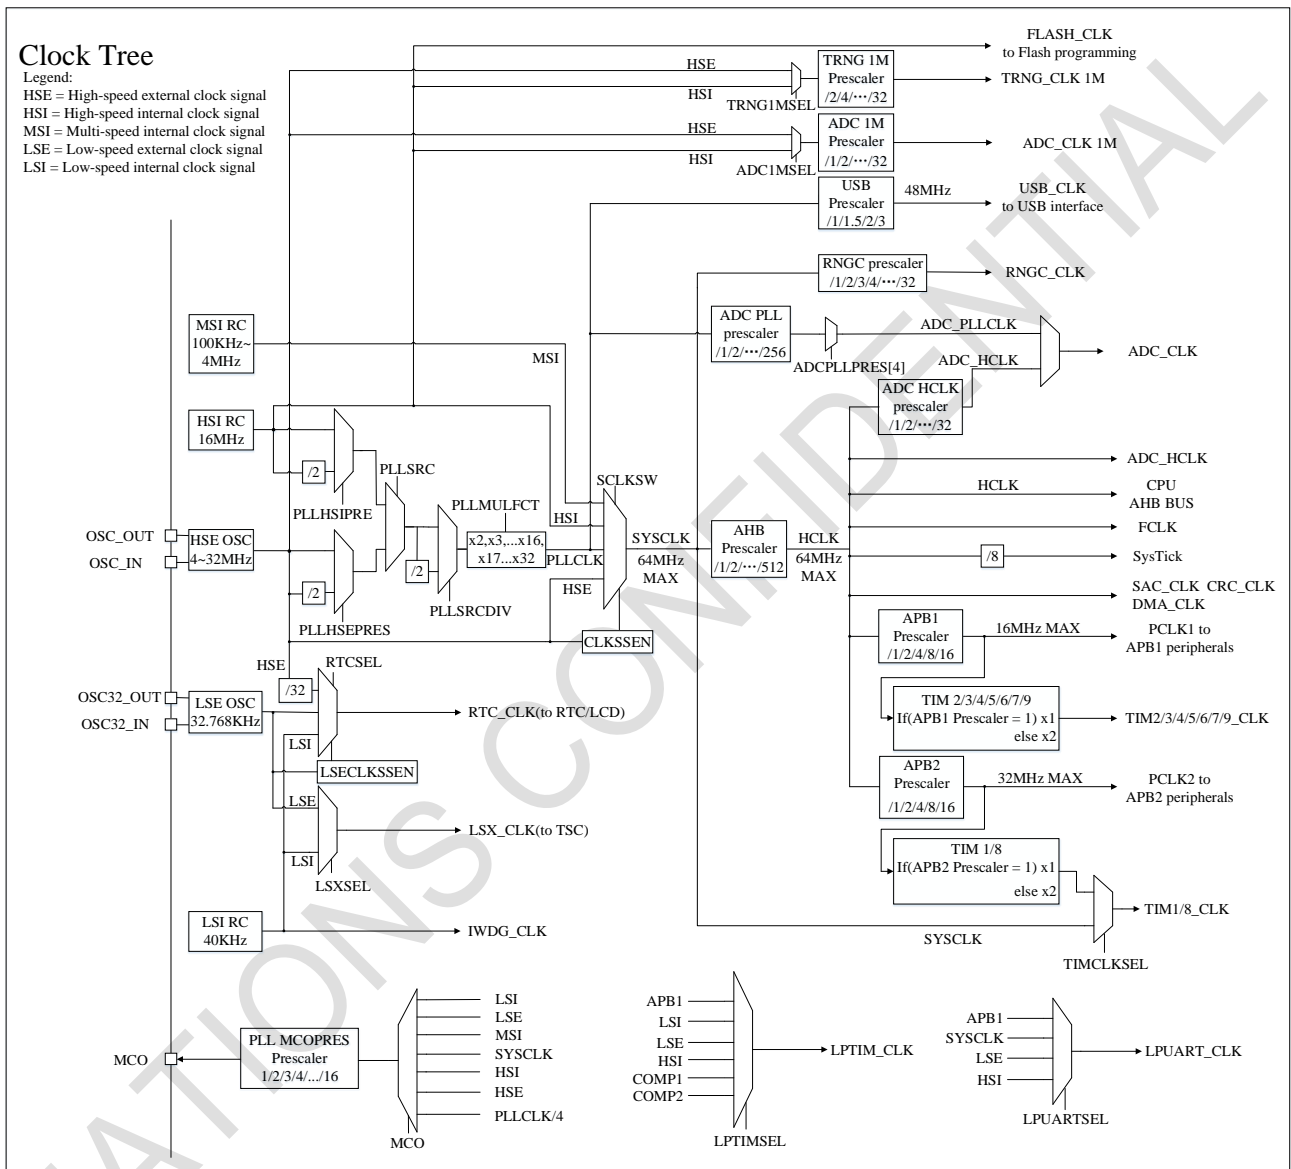 Clock Tree
Legend:
HSE = High-speed external clock signal
HSI = High-speed internal clock signal
MSI = Multi-speed internal clock signal
LSE = Low-speed external clock signal
LSI = Low-speed internal clock signal
FLASH_CLK
to Flash programming
HSE
HSI
TRNG1MSEL
TRNG 1M
Prescaler
/2/4/···/32
TRNG_CLK 1M
HSE
HSI
ADC1MSEL
ADC 1M
Prescaler
/1/2/···/32
ADC_CLK 1M
USB
Prescaler
/1/1.5/2/3
48MHz
USB_CLK
to USB interface
RNGC prescaler
/1/2/3/4/···/32
RNGC_CLK
MSI RC
100KHz~
4MHz
MSI
ADC PLL
prescaler
/1/2/···/256
ADCPLLPRES[4]
ADC_PLLCLK
ADC_HCLK
ADC_CLK
ADC HCLK
prescaler
/1/2/···/32
HSI RC
16MHz
/2
PLLHSIPRE
PLLSRC
PLLMULFCT
SCLKSW
HSI
ADC_HCLK
HCLK
CPU
AHB BUS
FCLK
/8
SysTick
SAC_CLK CRC_CLK
DMA_CLK
OSC_OUT
OSC_IN
HSE OSC
4~32MHz
/2
PLLHSEPRES
/2
PLLSRCDIV
x2,x3,...x16,
x17...x32
PLLCLK
HSE
CLKSSEN
SYSCLK
64MHz
MAX
AHB
Prescaler
/1/2/···/512
HCLK
64MHz
MAX
APB1
Prescaler
/1/2/4/8/16
16MHz MAX
PCLK1 to
APB1 peripherals
TIM 2/3/4/5/6/7/9
If(APB1 Prescaler = 1) x1
else x2
TIM2/3/4/5/6/7/9_CLK
APB2
Prescaler
/1/2/4/8/16
32MHz MAX
PCLK2 to
APB2 peripherals
TIM 1/8
If(APB2 Prescaler = 1) x1
else x2
TIM1/8_CLK
SYSCLK
TIMCLKSEL
HSE
/32
RTCSEL
OSC32_OUT
OSC32_IN
LSE OSC
32.768KHz
RTC_CLK(to RTC/LCD)
LSI
LSECLKSSEN
LSE
LSX_CLK(to TSC)
LSI
LSXSEL
LSI RC
40KHz
IWDG_CLK
MCO
PLL MCOPRES
Prescaler
1/2/3/4/.../16
LSI
LSE
MSI
SYSCLK
HSI
HSE
PLLCLK/4
MCO
APB1
LSI
LSE
HSI
COMP1
COMP2
LPTIM_CLK
LPTIMSEL
APB1
SYSCLK
LSE
HSI
LPUART_CLK
LPUARTSEL
ATIONS CONFIDENTIAL